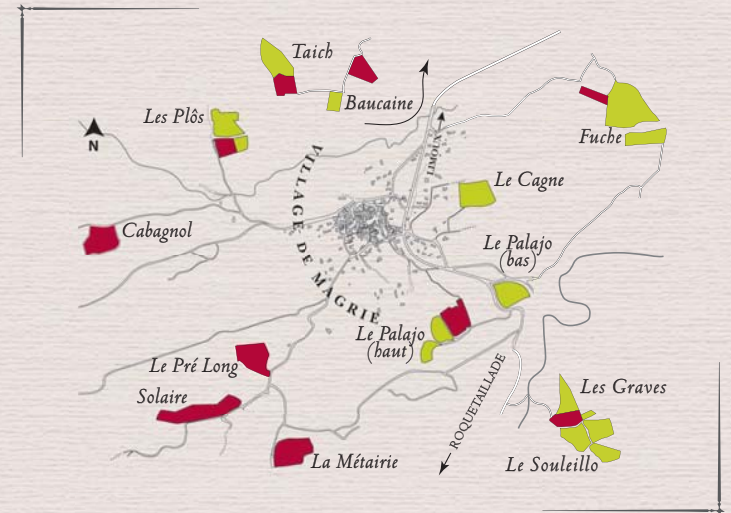 Taich
Baucaine
Les Plôs
N
LIMOUX
Fuche
Le Cagne
VILLAGE DE MAGRIE
Cabagnol
Le Palajo
(bas)
Le Palajo
(haut)
Le Pré Long
Solaire
ROQUETAILLADE
Les Graves
La Métairie
Le Souleillo